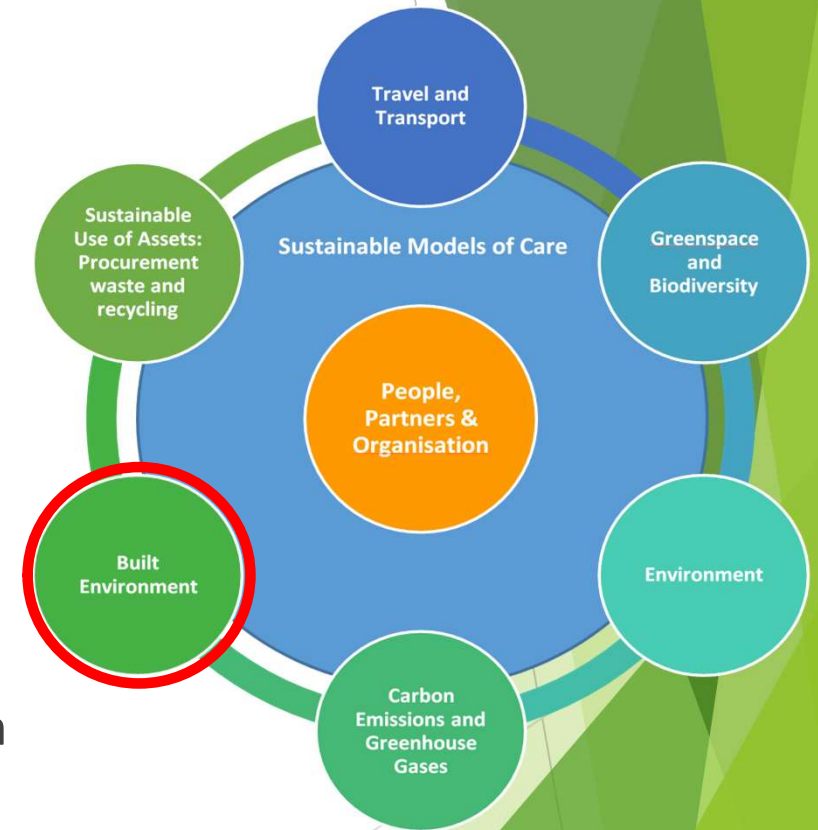 Travel and
Transport
Sustainable
Use of Assets:
Procurement
waste and
recycling
Sustainable Models of Care
Greenspace
and
Biodiversity
People,
Partners &
Organisation
Built
Environment
Environment
Carbon
Emissions and
Greenhouse
Gases